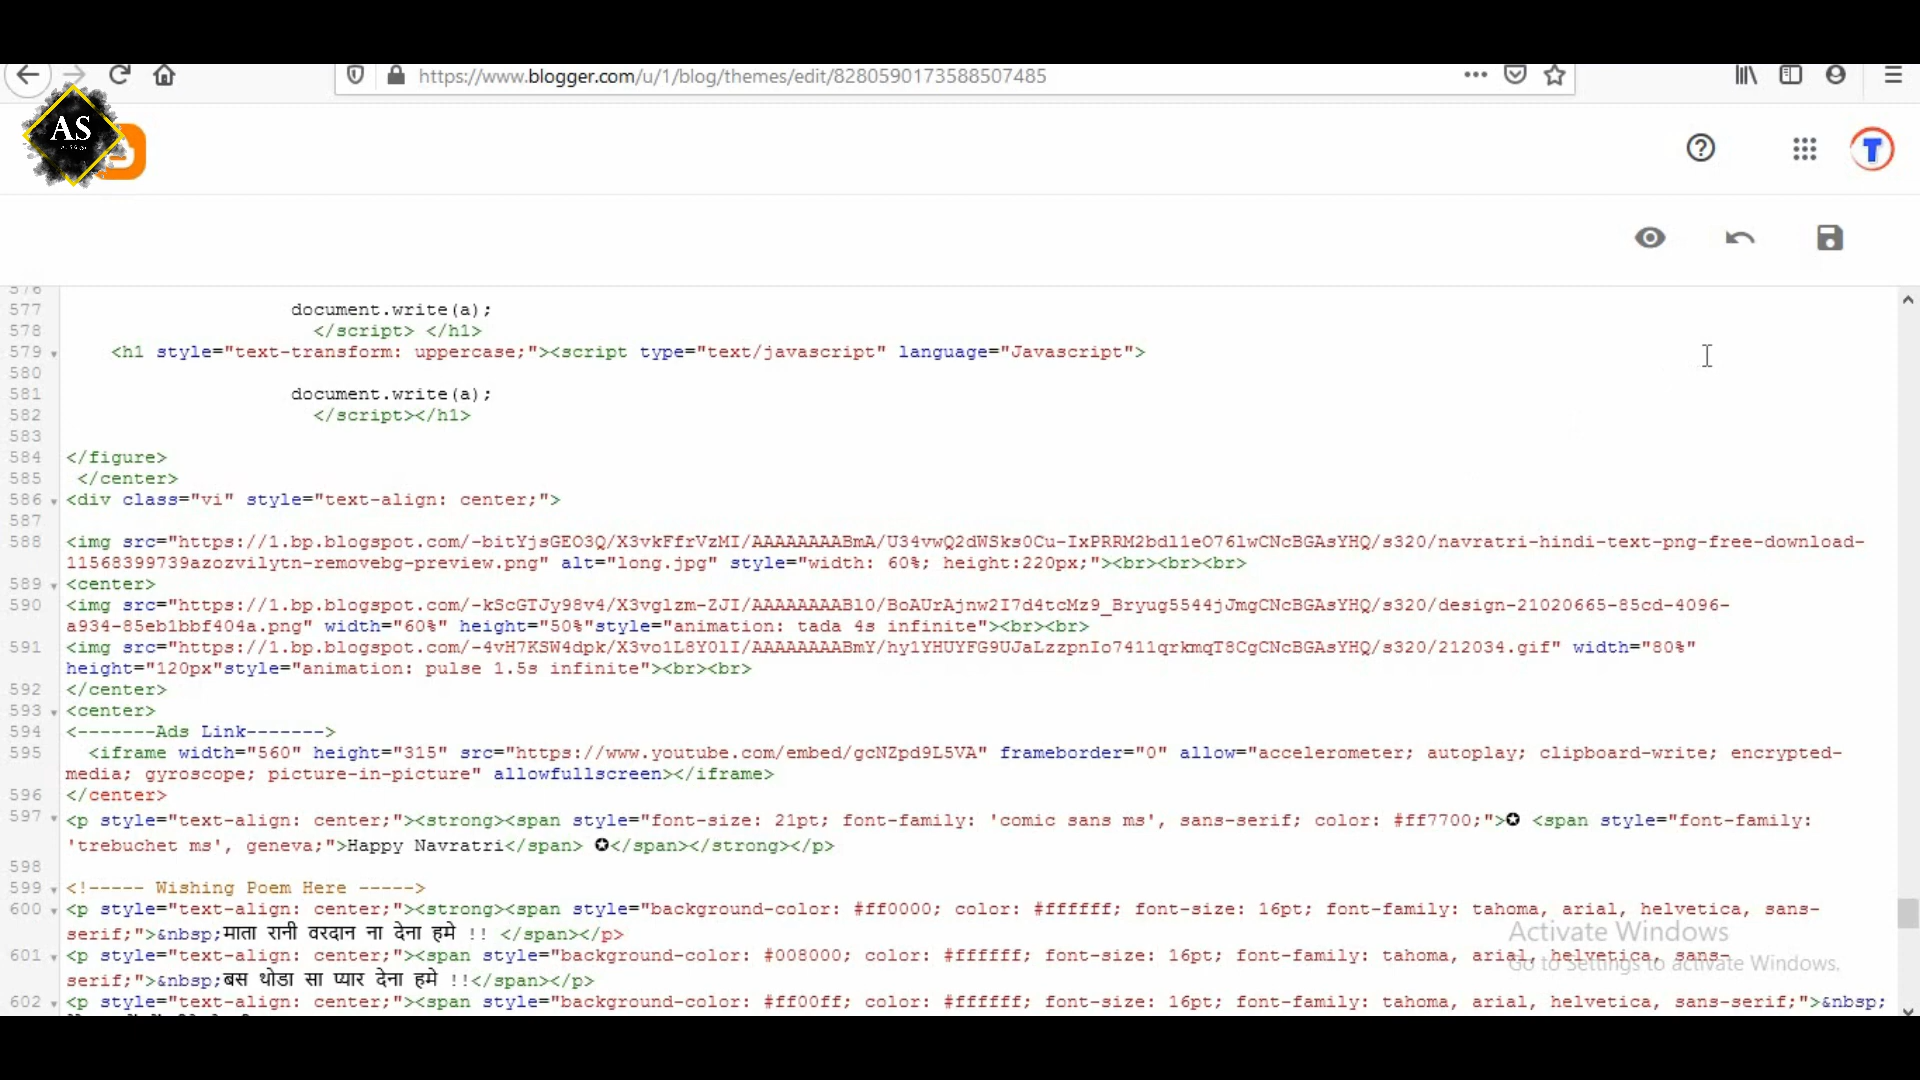 https://www.blogger.com/u/1/blog/themes/edit/8280590173588507485
AS
T
576
577 document.write(a);
578 </script> </h1>
579 <h1 style="text-transform: uppercase;"><script type="text/javascript" language="Javascript">
580
581 document.write(a);
582 </script></h1>
583
584 </figure>
585 </center>
586 <div class="vi" style="text-align: center;">
587
588 <img src="https://1.bp.blogspot.com/-bitYjsGEO3Q/X3vkFfrVzMI/AAAAAAAABmA/U34vwQ2dWSks0Cu-IxPRRM2bdl1eO76lwCNcBGAsYHQ/s320/navratri-hindi-text-png-free-download-
11568399739azozvilytn-removebg-preview.png" alt="long.jpg" style="width: 60%; height:220px;"><br><br><br>
589 <center>
590 <img src="https://1.bp.blogspot.com/-kScGTJy98v4/X3vglzm-ZJI/AAAAAAAABl0/BoAUrAjnw2I7d4tcMz9_Bryug5544jJmgCNcBGAsYHQ/s320/design-21020665-85cd-4096-
a934-85eb1bbf404a.png" width="60%" height="50%"style="animation: tada 4s infinite"><br><br>
591 <img src="https://1.bp.blogspot.com/-4vH7KSW4dpk/X3vo1L8Y0lI/AAAAAAAABmY/hy1YHUYFG9UJaLzzpnIo7411qrkmqT8CgCNcBGAsYHQ/s320/212034.gif" width="80%"
height="120px"style="animation: pulse 1.5s infinite"><br><br>
592 </center>
593 <center>
594 <-------Ads Link------->
595 <iframe width="560" height="315" src="https://www.youtube.com/embed/gcNZpd9L5VA" frameborder="0" allow="accelerometer; autoplay; clipboard-write; encrypted-
media; gyroscope; picture-in-picture" allowfullscreen></iframe>
596 </center>
597 <p style="text-align: center;"><strong><span style="font-size: 21pt; font-family: 'comic sans ms', sans-serif; color: #ff7700;">✪ <span style="font-family:
'trebuchet ms', geneva;">Happy Navratri</span> ✪</span></strong></p>
598
599 <!----- Wishing Poem Here ----->
600 <p style="text-align: center;"><strong><span style="background-color: #ff0000; color: #ffffff; font-size: 16pt; font-family: tahoma, arial, helvetica, sans-
serif;">&nbsp;माता रानी वरदान ना देना हमे !! </span></p>
Activate Windows
601 <p style="text-align: center;"><span style="background-color: #008000; color: #ffffff; font-size: 16pt; font-family: tahoma, arial, helvetica, sans-
Go to Settings to activate Windows.
serif;">&nbsp;बस थोडा सा प्यार देना हमे !!</span></p>
602 <p style="text-align: center;"><span style="background-color: #ff00ff; color: #ffffff; font-size: 16pt; font-family: tahoma, arial, helvetica, sans-serif;">&nbsp;